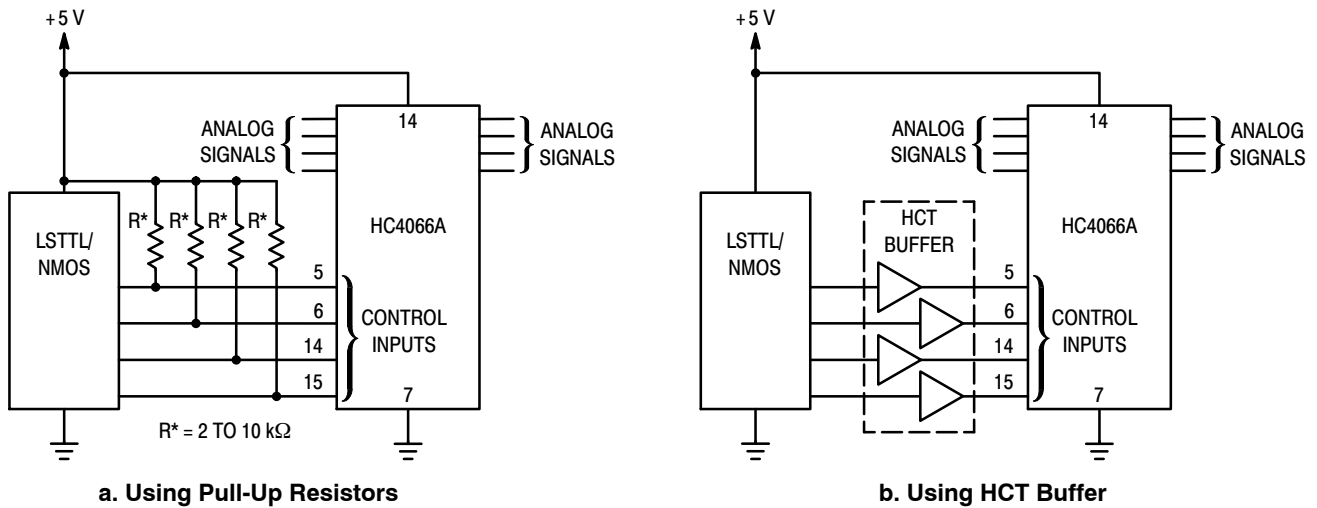 +5 V
14
ANALOG
SIGNALS
ANALOG
SIGNALS
R* R* R* R*
HC4066A
LSTTL/
NMOS
5
6
14
15
CONTROL
INPUTS
7
R* = 2 TO 10 kΩ
a. Using Pull-Up Resistors
+5 V
14
ANALOG
SIGNALS
ANALOG
SIGNALS
HCT
BUFFER
HC4066A
LSTTL/
NMOS
5
6
14
15
CONTROL
INPUTS
7
b. Using HCT Buffer